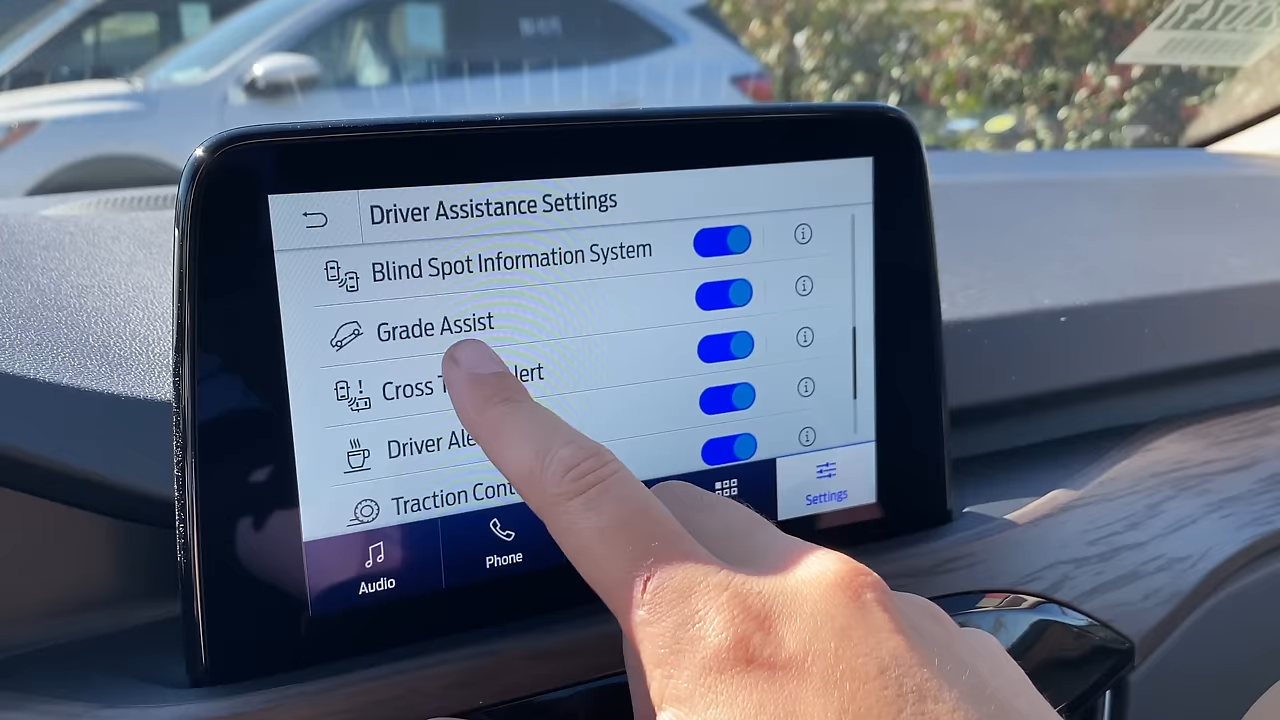 Driver Assistance Settings
Blind Spot Information System
Grade Assist
Cross lert
Driver Ale
Traction Cont
Audio
Phone
Settings